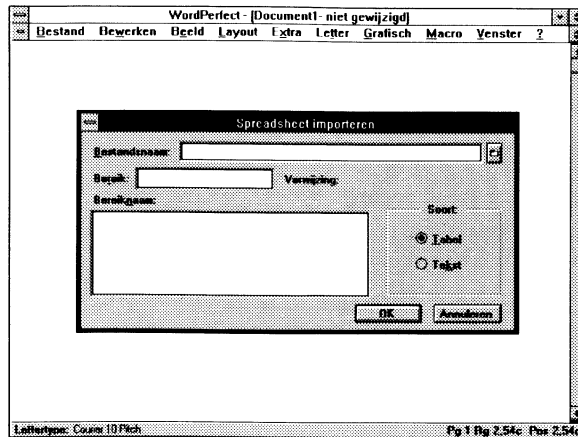 WordPerfect - [Document1 - niet gewijzigd]
Bestand Bewerken Beeld Layout Extra Letter Grafisch Macro Venster ?
Spreadsheet importeren
Bestandsnaam:
Bereik: Verwijzing:
Bereiknaam:
Soort
Tabel
Tekst
OK Annuleren
Lettertype: Courier 10 Pitch Pg 1 Rg 2,54c Pos 2,54c